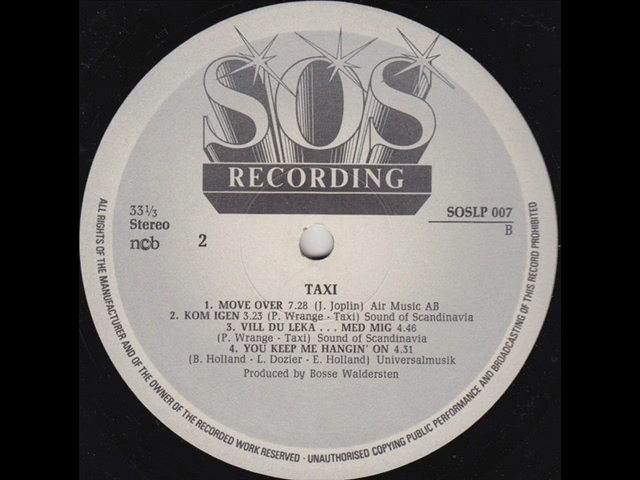 SOS
RECORDING
33 1/3
Stereo
ncb
2
SOSLP 007
B
TAXI
1. MOVE OVER 7.28 (J. Joplin) Air Music AB
2. KOM IGEN 3.23 (P. Wrange - Taxi) Sound of Scandinavia
3. VILL DU LEKA . . . MED MIG 4.46
(P. Wrange - Taxi) Sound of Scandinavia
4. YOU KEEP ME HANGIN' ON 4.31
(B. Holland - L. Dozier - E. Holland) Universalmusik
Produced by Bosse Waldersten
ALL RIGHTS OF THE MANUFACTURER AND OF THE OWNER OF THE RECORDED WORK RESERVED - UNAUTHORISED COPYING PUBLIC PERFORMANCE AND BROADCASTING OF THIS RECORD PROHIBITED